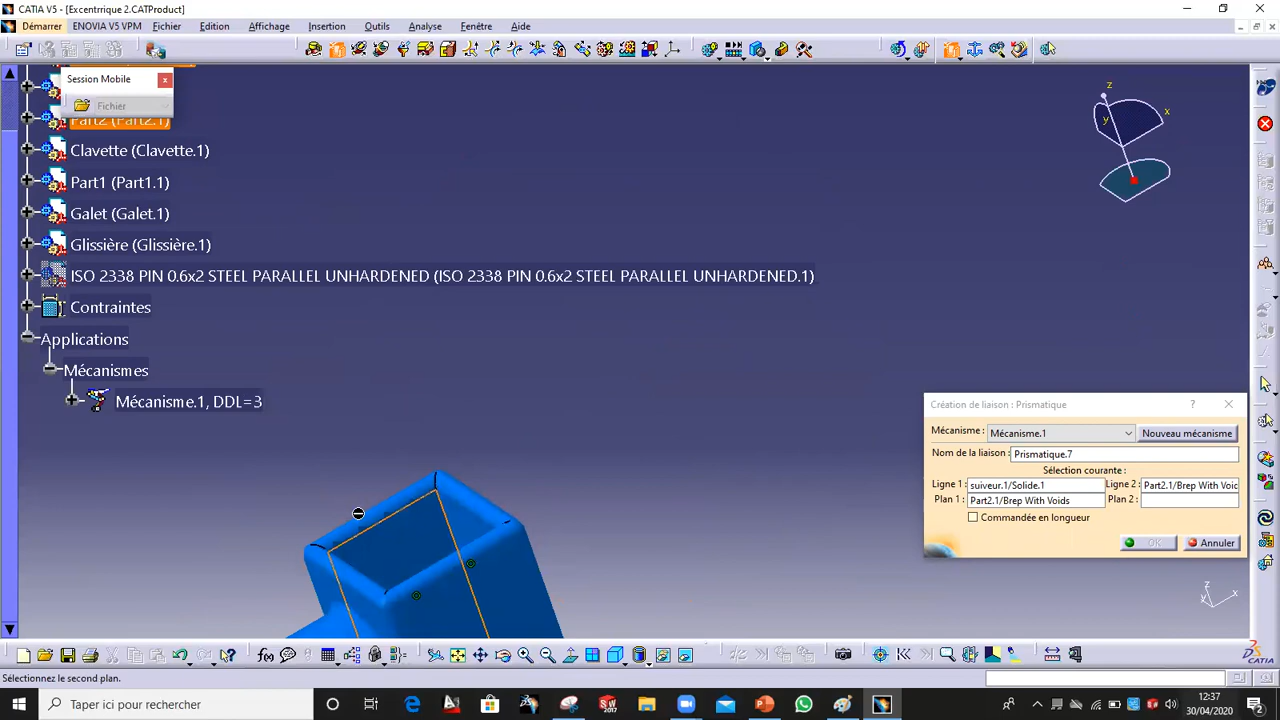 CATIA V5 - [Excentrrique 2.CATProduct]
Démarrer ENOVIA V5 VPM Fichier Edition Affichage Insertion Outils Analyse Fenêtre Aide
Session Mobile
Fichier
Part2 (Part2.1)
Clavette (Clavette.1)
Part1 (Part1.1)
Galet (Galet.1)
Glissière (Glissière.1)
ISO 2338 PIN 0.6x2 STEEL PARALLEL UNHARDENED (ISO 2338 PIN 0.6x2 STEEL PARALLEL UNHARDENED.1)
Contraintes
Applications
Mécanismes
Mécanisme.1, DDL=3
z
x
y
Création de liaison : Prismatique ?
Mécanisme : Mécanisme.1 Nouveau mécanisme
Nom de la liaison : Prismatique.7
Sélection courante :
Ligne 1 : suiveur.1/Solide.1 Ligne 2 : Part2.1/Brep With Voic
Plan 1 : Part2.1/Brep With Voids Plan 2 :
Commandée en longueur
OK Annuler
z
y x
f(x)
CATIA
Sélectionnez le second plan.
Taper ici pour rechercher
SW
2017
12:37
30/04/2020
2